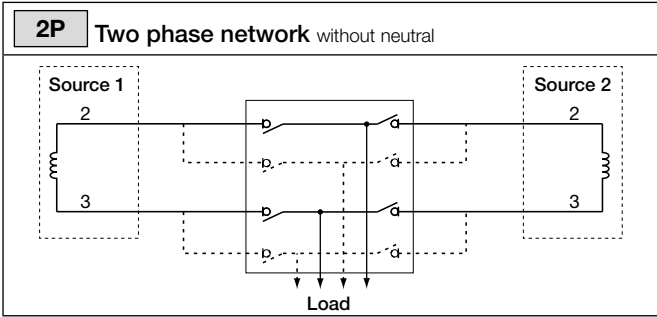 2P Two phase network without neutral
Source 1
Source 2
2
2
3
3
Load